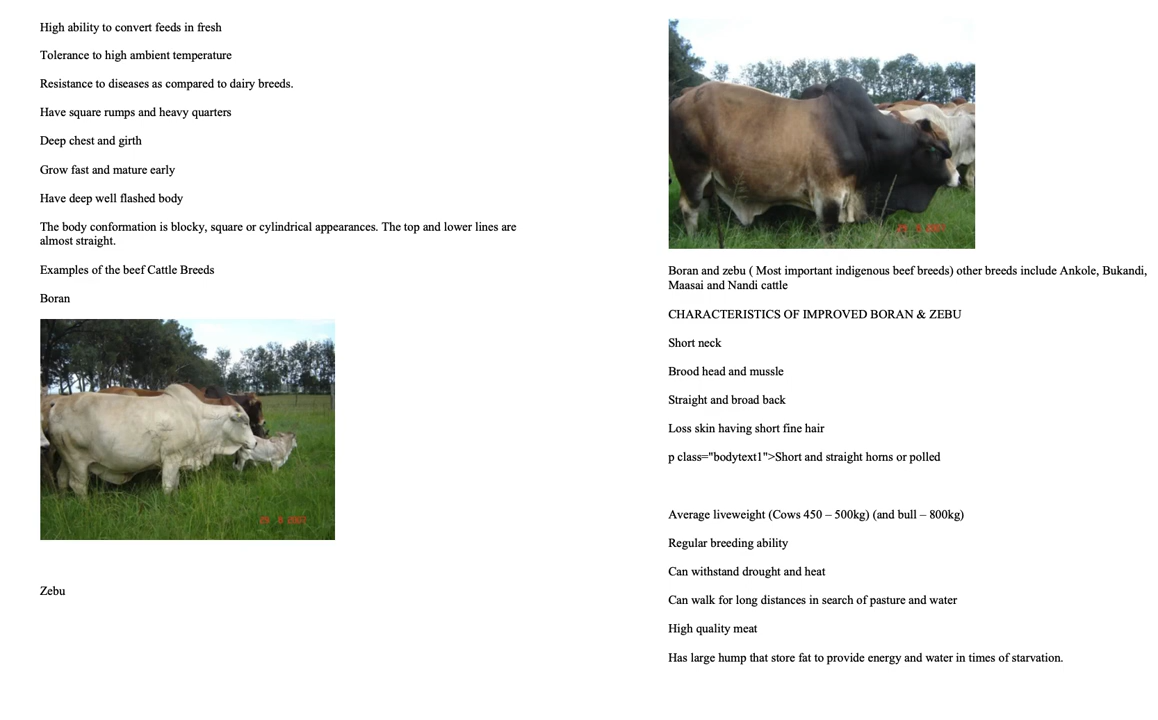 High ability to convert feeds in fresh
Tolerance to high ambient temperature
Resistance to diseases as compared to dairy breeds.
Have square rumps and heavy quarters
Deep chest and girth
Grow fast and mature early
Have deep well flashed body
The body conformation is blocky, square or cylindrical appearances. The top and lower lines are
almost straight.
Examples of the beef Cattle Breeds
Boran
Zebu
Boran and zebu ( Most important indigenous beef breeds) other breeds include Ankole, Bukandi,
Maasai and Nandi cattle
CHARACTERISTICS OF IMPROVED BORAN & ZEBU
Short neck
Brood head and mussle
Straight and broad back
Loss skin having short fine hair
p class="bodytext1">Short and straight horns or polled
Average liveweight (Cows 450 – 500kg) (and bull – 800kg)
Regular breeding ability
Can withstand drought and heat
Can walk for long distances in search of pasture and water
High quality meat
Has large hump that store fat to provide energy and water in times of starvation.